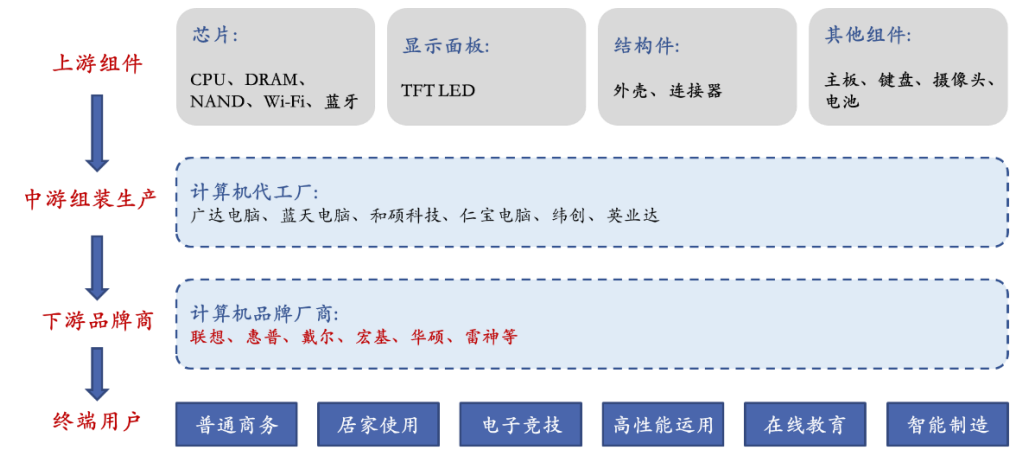 上游组件
芯片:
CPU、DRAM、
NAND、Wi-Fi、蓝牙
显示面板:
TFT LED
结构件:
外壳、连接器
其他组件:
主板、键盘、摄像头、
电池
中游组装生产
计算机代工厂:
广达电脑、蓝天电脑、和硕科技、仁宝电脑、纬创、英业达
下游品牌商
计算机品牌厂商:
联想、惠普、戴尔、宏基、华硕、雷神等
终端用户
普通商务
居家使用
电子竞技
高性能运用
在线教育
智能制造